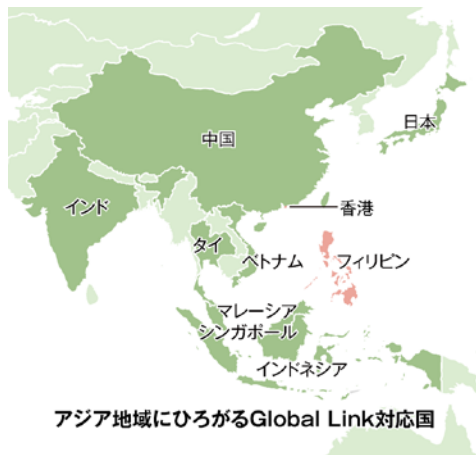 日本
中国
インド
香港
タイ
ベトナム
フィリピン
マレーシア
シンガポール
インドネシア
アジア地域にひろがるGlobal Link対応国